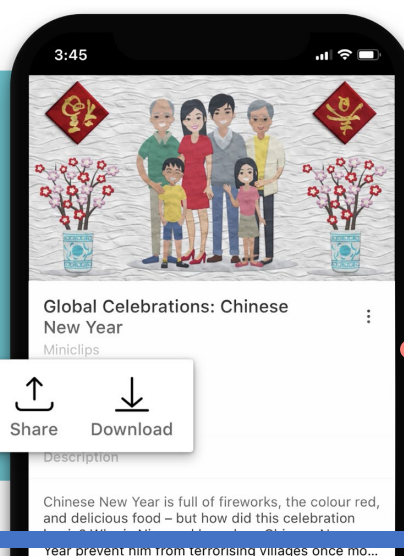 3:45
Global Celebrations: Chinese
New Year
Miniclips
Share Download
Description
Chinese New Year is full of fireworks, the colour red,
and delicious food – but how did this celebration
Year prevent him from terrorising villages once mo...